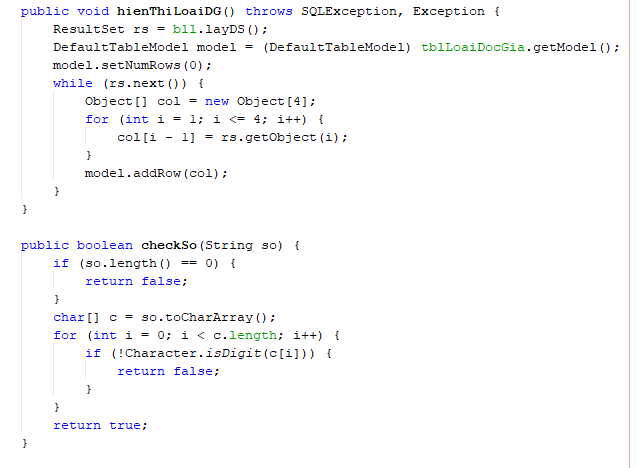 public void hienThiLoaiDG() throws SQLException, Exception {
    ResultSet rs = bll.layDS();
    DefaultTableModel model = (DefaultTableModel) tblLoaiDocGia.getModel();
    model.setNumRows(0);
    while (rs.next()) {
        Object[] col = new Object[4];
        for (int i = 1; i <= 4; i++) {
            col[i - 1] = rs.getObject(i);
        }
        model.addRow(col);
    }
}

public boolean checkSo(String so) {
    if (so.length() == 0) {
        return false;
    }
    char[] c = so.toCharArray();
    for (int i = 0; i < c.length; i++) {
        if (!Character.isDigit(c[i])) {
            return false;
        }
    }
    return true;
}